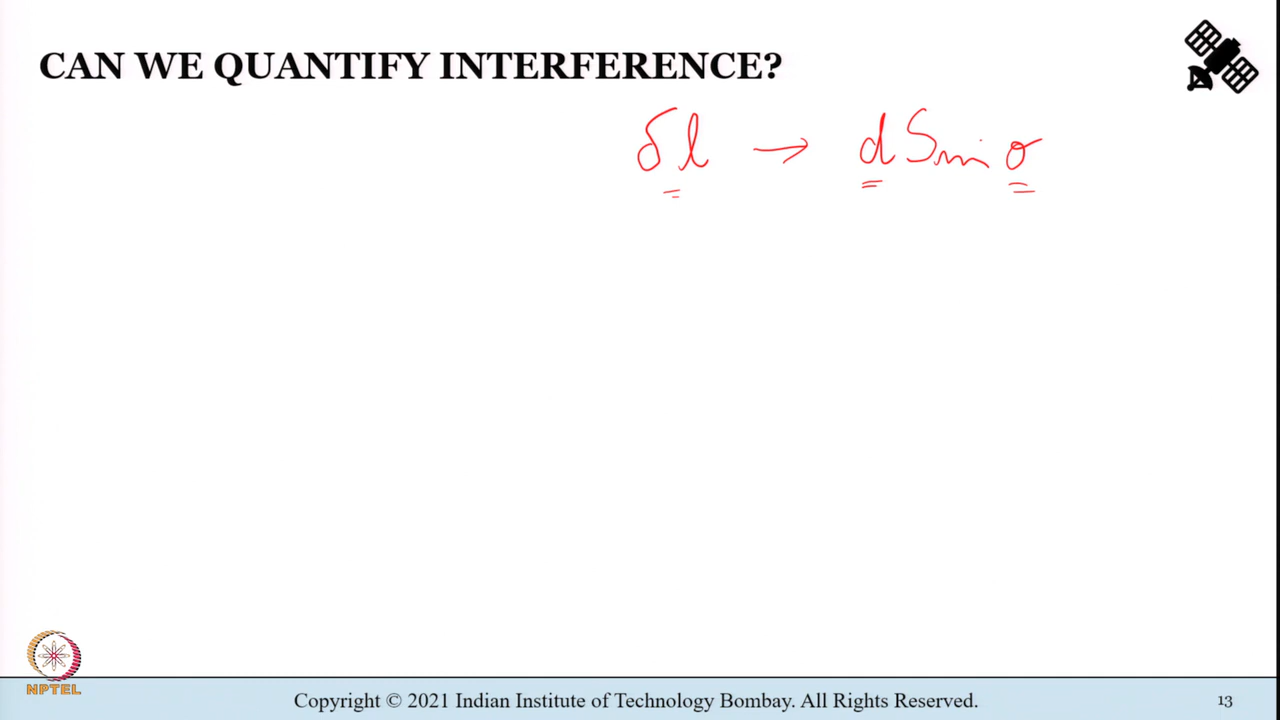 CAN WE QUANTIFY INTERFERENCE?
δl → d Sin σ
NPTEL
Copyright © 2021 Indian Institute of Technology Bombay. All Rights Reserved.
13